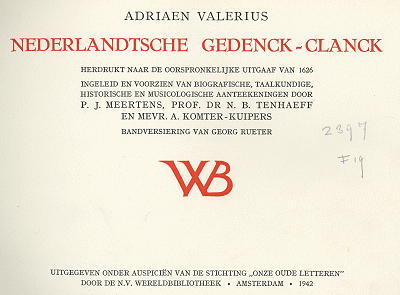 ADRIAEN VALERIUS
NEDERLANDTSCHE GEDENCK-CLANCK
HERDRUKT NAAR DE OORSPRONKELIJKE UITGAAF VAN 1626
INGELEID EN VOORZIEN VAN BIOGRAFISCHE, TAALKUNDIGE,
HISTORISCHE EN MUSICOLOGISCHE AANTEEKENINGEN DOOR
P. J. MEERTENS, PROF. DR N. B. TENHAEFF
EN MEVR. A. KOMTER-KUIPERS
BANDVERSIERING VAN GEORG RUETER
2397
F 19
WB
UITGEGEVEN ONDER AUSPICIËN VAN DE STICHTING „ONZE OUDE LETTEREN”
DOOR DE N.V. WERELDBIBLIOTHEEK • AMSTERDAM • 1942